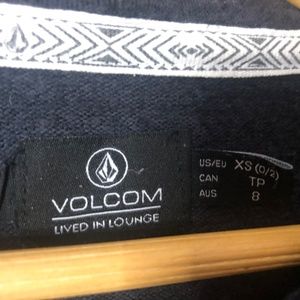 VOLCOM
LIVED IN LOUNGE
US/EU XS (0/2)
CAN TP
AUS 8